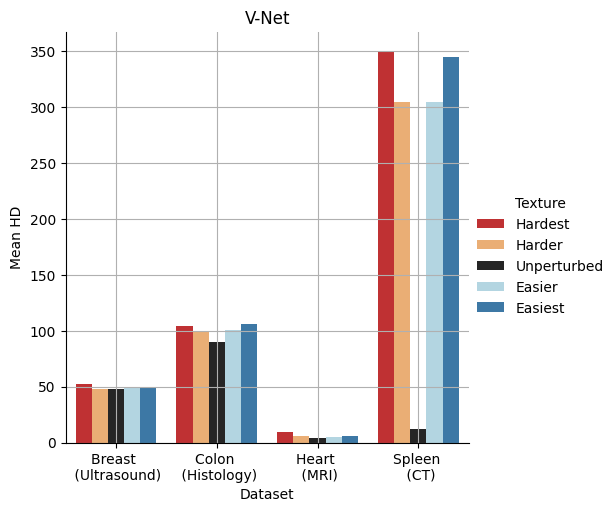 V-Net
Mean HD
350
300
250
200
150
100
50
0
Breast
(Ultrasound)
Colon
(Histology)
Heart
(MRI)
Spleen
(CT)
Dataset
Texture
Hardest
Harder
Unperturbed
Easier
Easiest